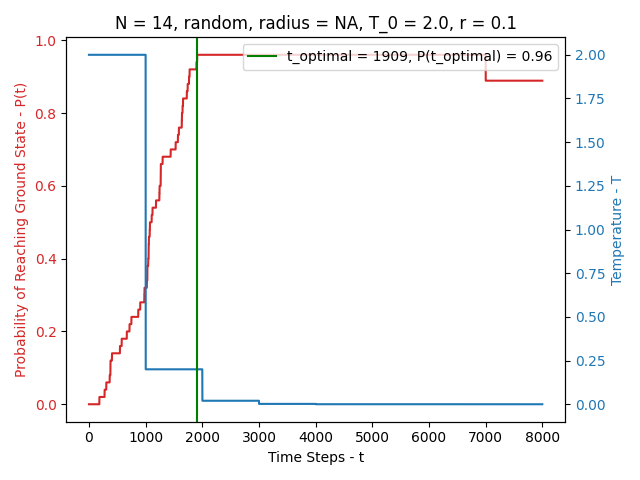 N = 14, random, radius = NA, T_0 = 2.0, r = 0.1
t_optimal = 1909, P(t_optimal) = 0.96
Probability of Reaching Ground State - P(t)
1.0
0.8
0.6
0.4
0.2
0.0
2.00
1.75
1.50
1.25
1.00
0.75
0.50
0.25
0.00
Temperature - T
0 1000 2000 3000 4000 5000 6000 7000 8000
Time Steps - t